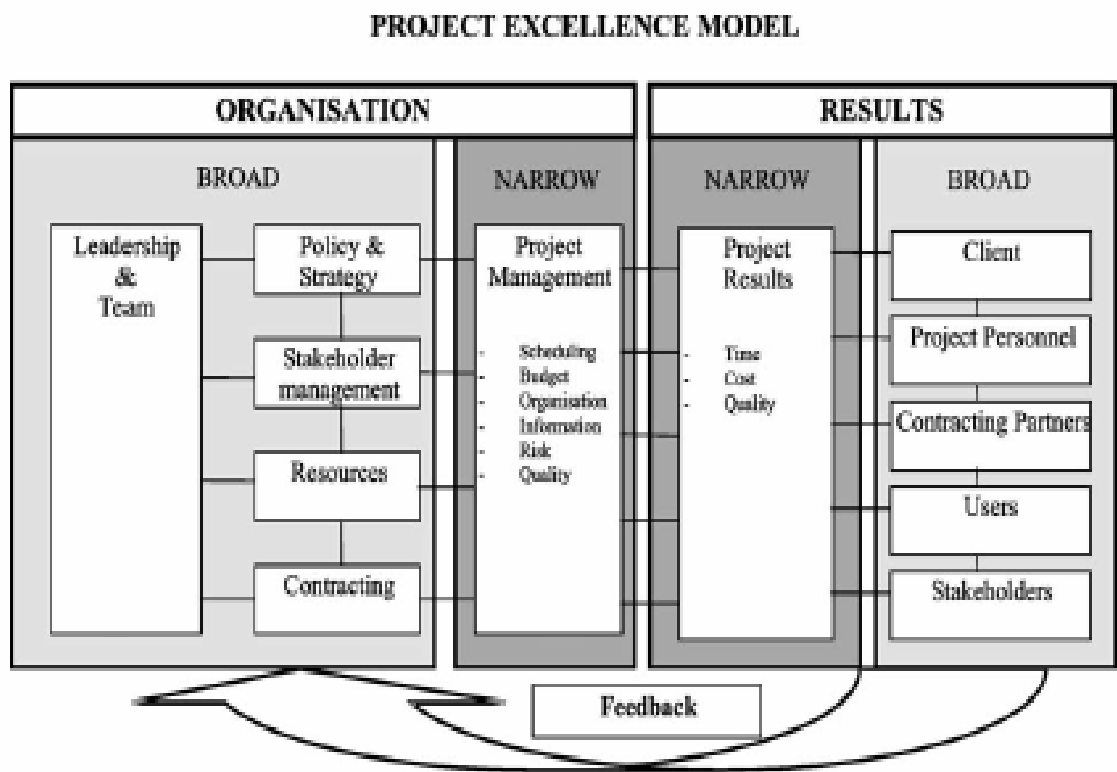 PROJECT EXCELLENCE MODEL
ORGANISATION
BROAD
Leadership
&
Team
Policy &
Strategy
Stakeholder
management
Resources
Contracting
NARROW
Project
Management
- Scheduling
- Budget
- Organisation
- Information
- Risk
- Quality
RESULTS
NARROW
Project
Results
- Time
- Cost
- Quality
BROAD
Client
Project Personnel
Contracting Partners
Users
Stakeholders
Feedback